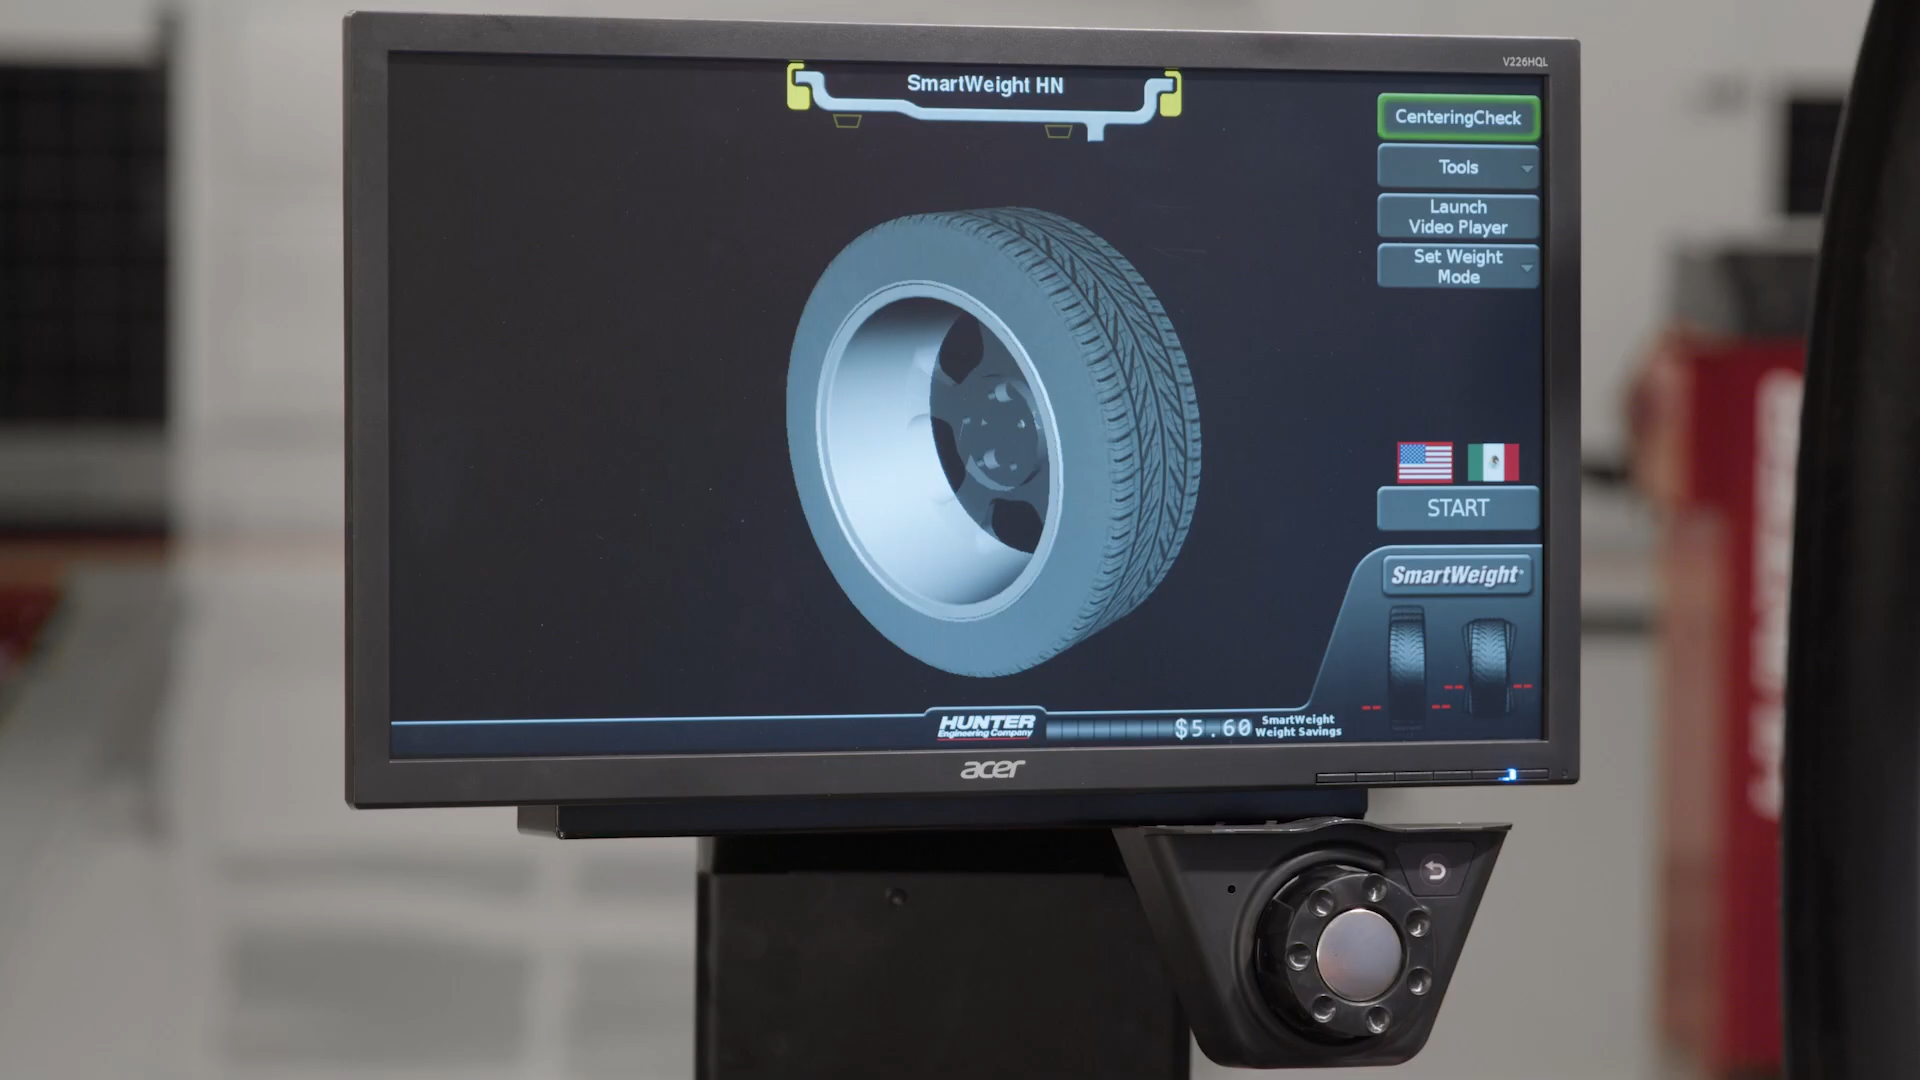 V226HQL
SmartWeight HN
CenteringCheck
Tools
Launch
Video Player
Set Weight
Mode
START
SmartWeight
HUNTER
Engineering Company
$5.60
SmartWeight
Weight Savings
acer